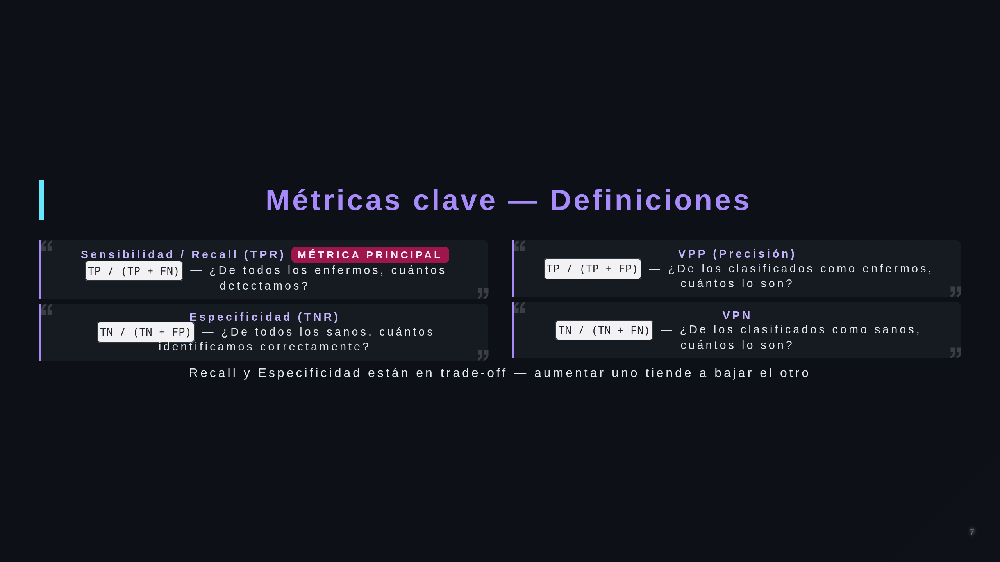 Métricas clave — Definiciones
“
Sensibilidad / Recall (TPR) MÉTRICA PRINCIPAL
TP / (TP + FN) — ¿De todos los enfermos, cuántos
detectamos?
”
“
Especificidad (TNR)
TN / (TN + FP) — ¿De todos los sanos, cuántos
identificamos correctamente?
”
“
VPP (Precisión)
TP / (TP + FP) — ¿De los clasificados como enfermos,
cuántos lo son?
”
“
VPN
TN / (TN + FN) — ¿De los clasificados como sanos,
cuántos lo son?
”
Recall y Especificidad están en trade-off — aumentar uno tiende a bajar el otro
7